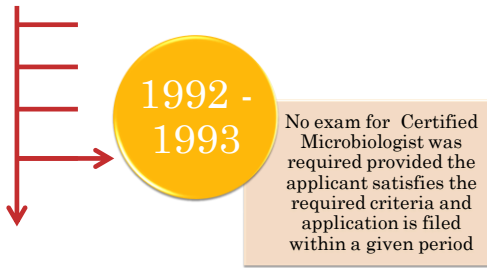 1992 -
1993
No exam for  Certified
Microbiologist was
required provided the
applicant satisfies the
required criteria and
application is filed
within a given period